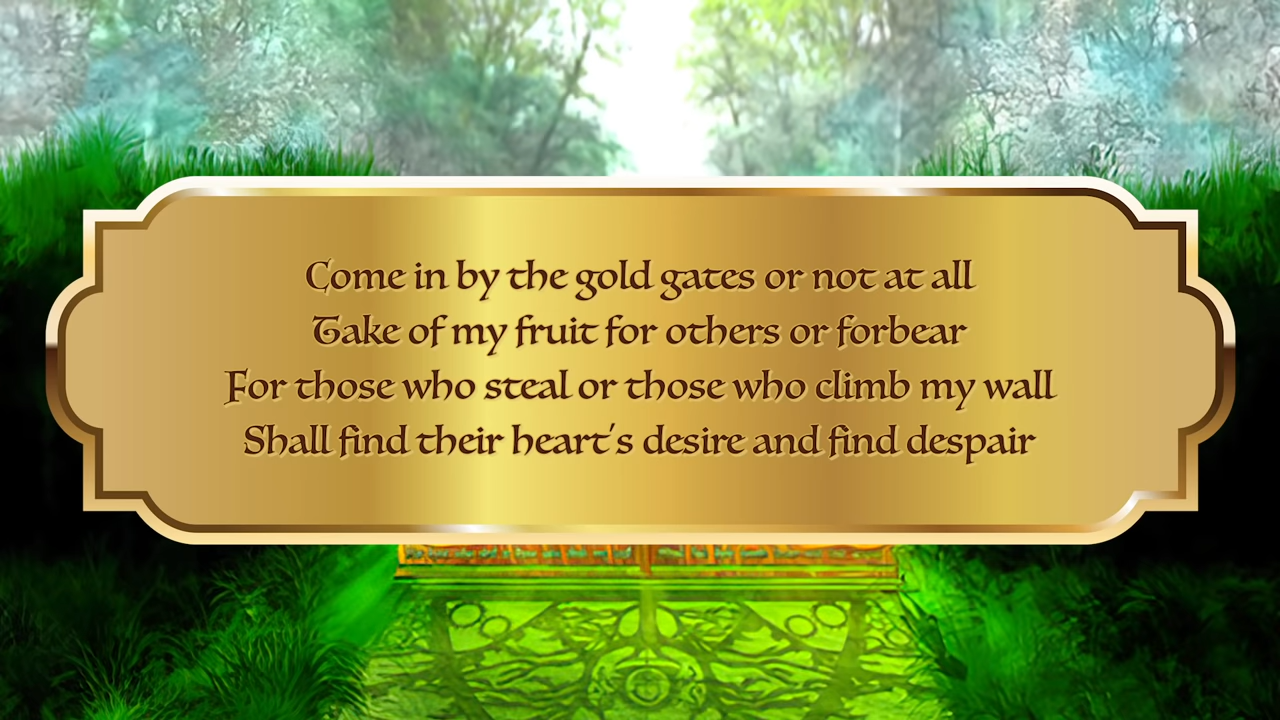 Come in by the gold gates or not at all
Take of my fruit for others or forbear
For those who steal or those who climb my wall
Shall find their heart's desire and find despair